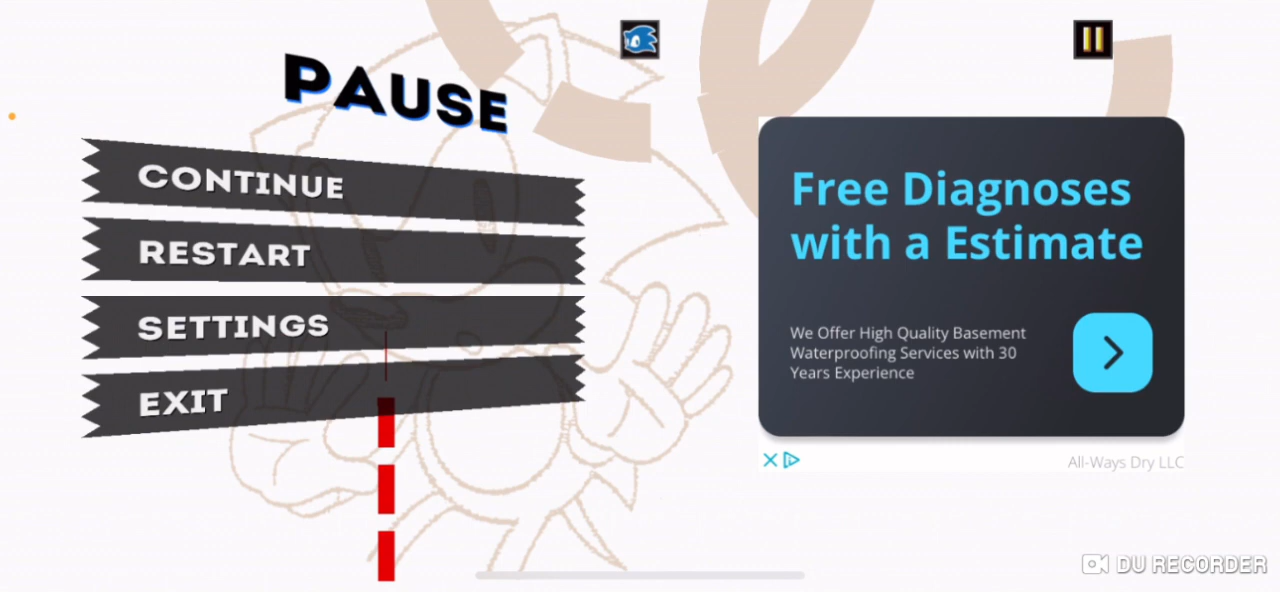 PAUSE
CONTINUE
RESTART
SETTINGS
EXIT
Free Diagnoses
with a Estimate
We Offer High Quality Basement
Waterproofing Services with 30
Years Experience
All-Ways Dry LLC
DU RECORDER